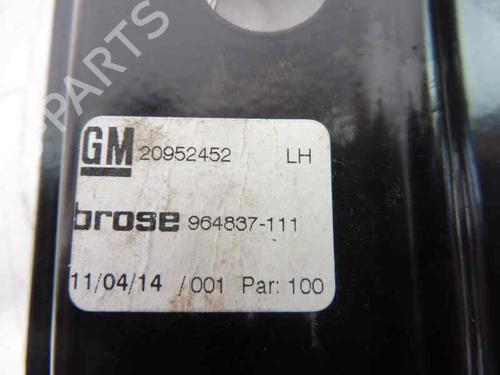 B-PARTS
GM 20952452 LH
brose 964837-111
11/04/14 /001 Par: 100